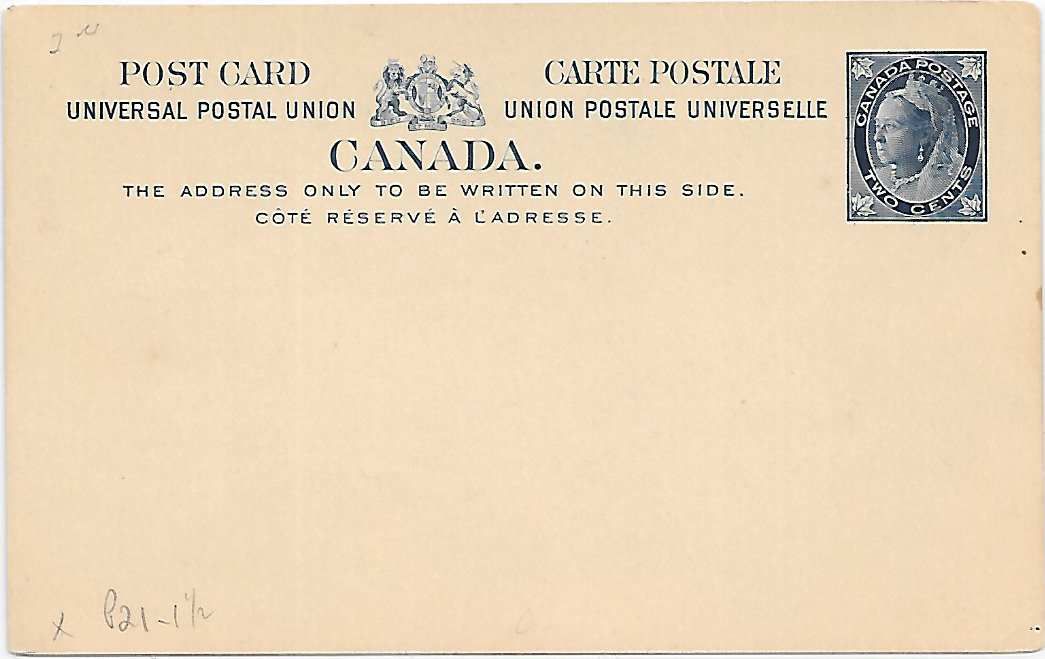 POST CARD CARTE POSTALE
UNIVERSAL POSTAL UNION UNION POSTALE UNIVERSELLE
CANADA.
THE ADDRESS ONLY TO BE WRITTEN ON THIS SIDE.
CÔTÉ RÉSERVÉ À L'ADRESSE.
CANADA POSTAGE
TWO CENTS
x P21-1½